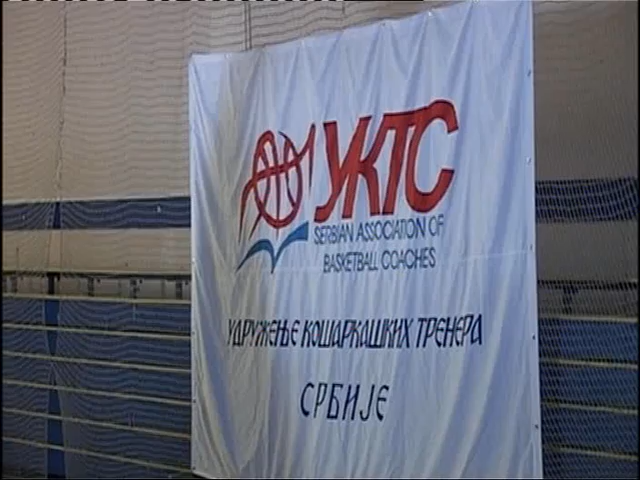 УКТС
SERBIAN ASSOCIATION OF
BASKETBALL COACHES
УДРУЖЕЊЕ КОШАРКАШКИХ ТРЕНЕРА
СРБИЈЕ